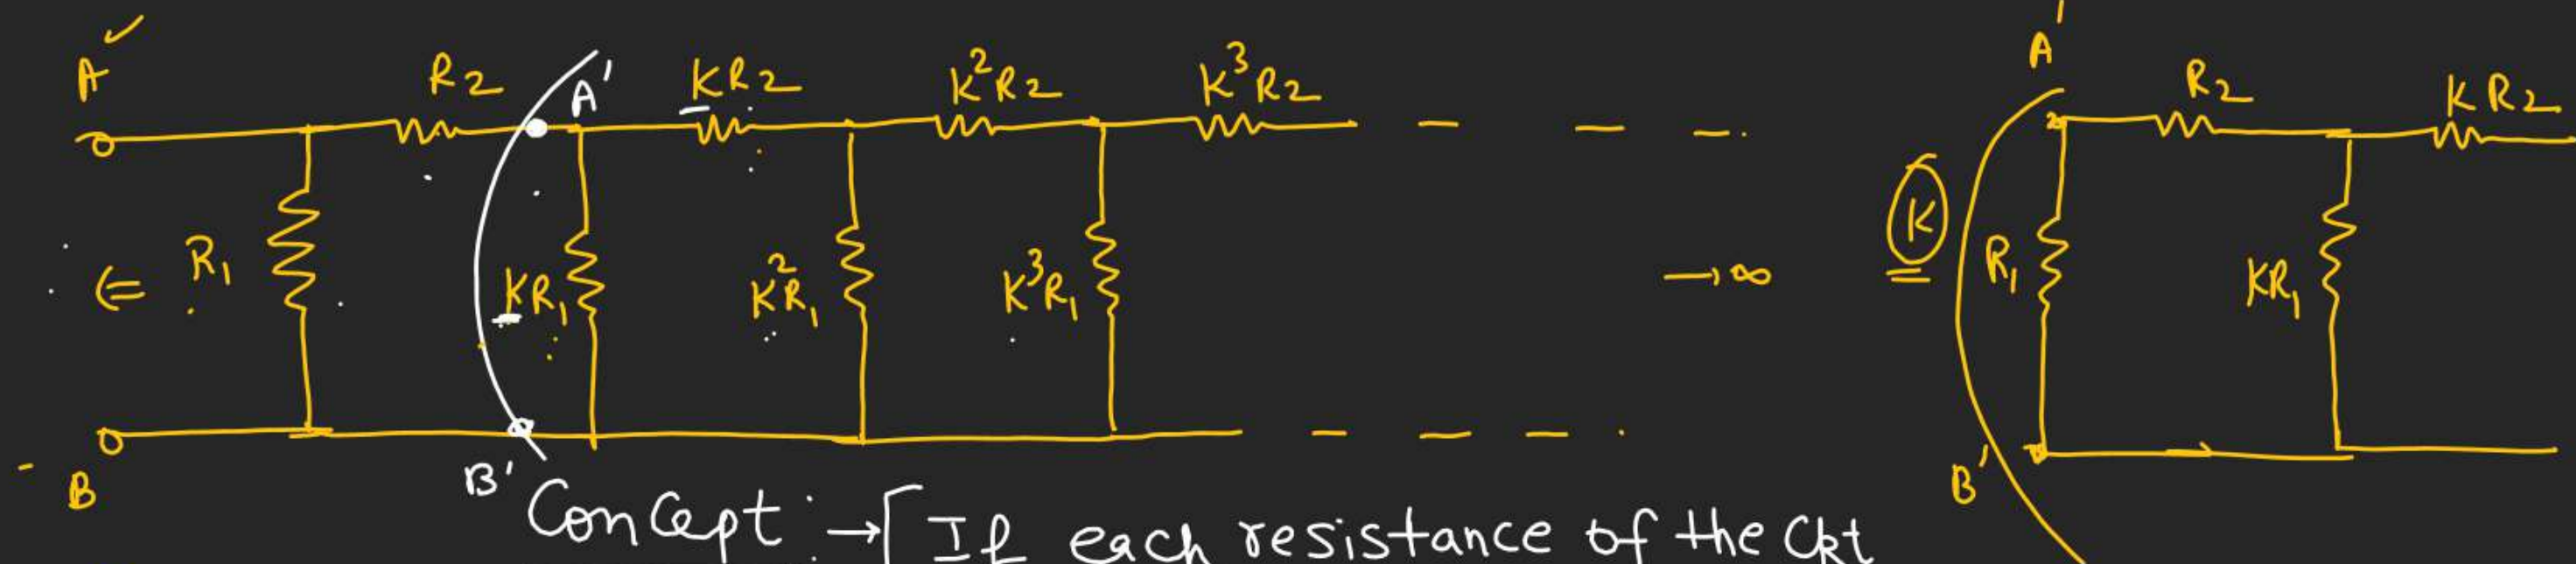 A R2 A' KR2 K²R2 K³R2 A' R2 KR2
⇐ R1 KR1 K²R1 K³R1 → ∞ K R1 KR1
B B' B'
Concept :→ [ If each resistance of the Ckt